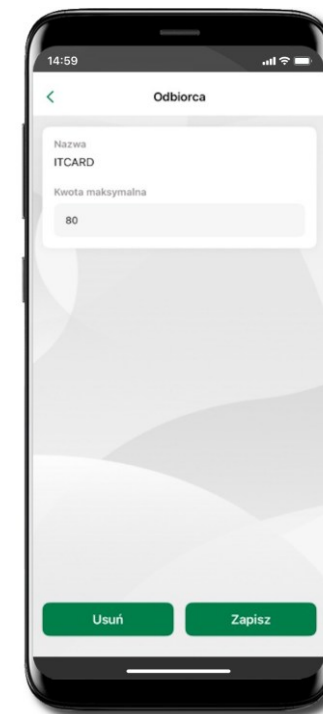 14:59
Odbiorca
Nazwa
ITCARD
Kwota maksymalna
80
Usuń
Zapisz